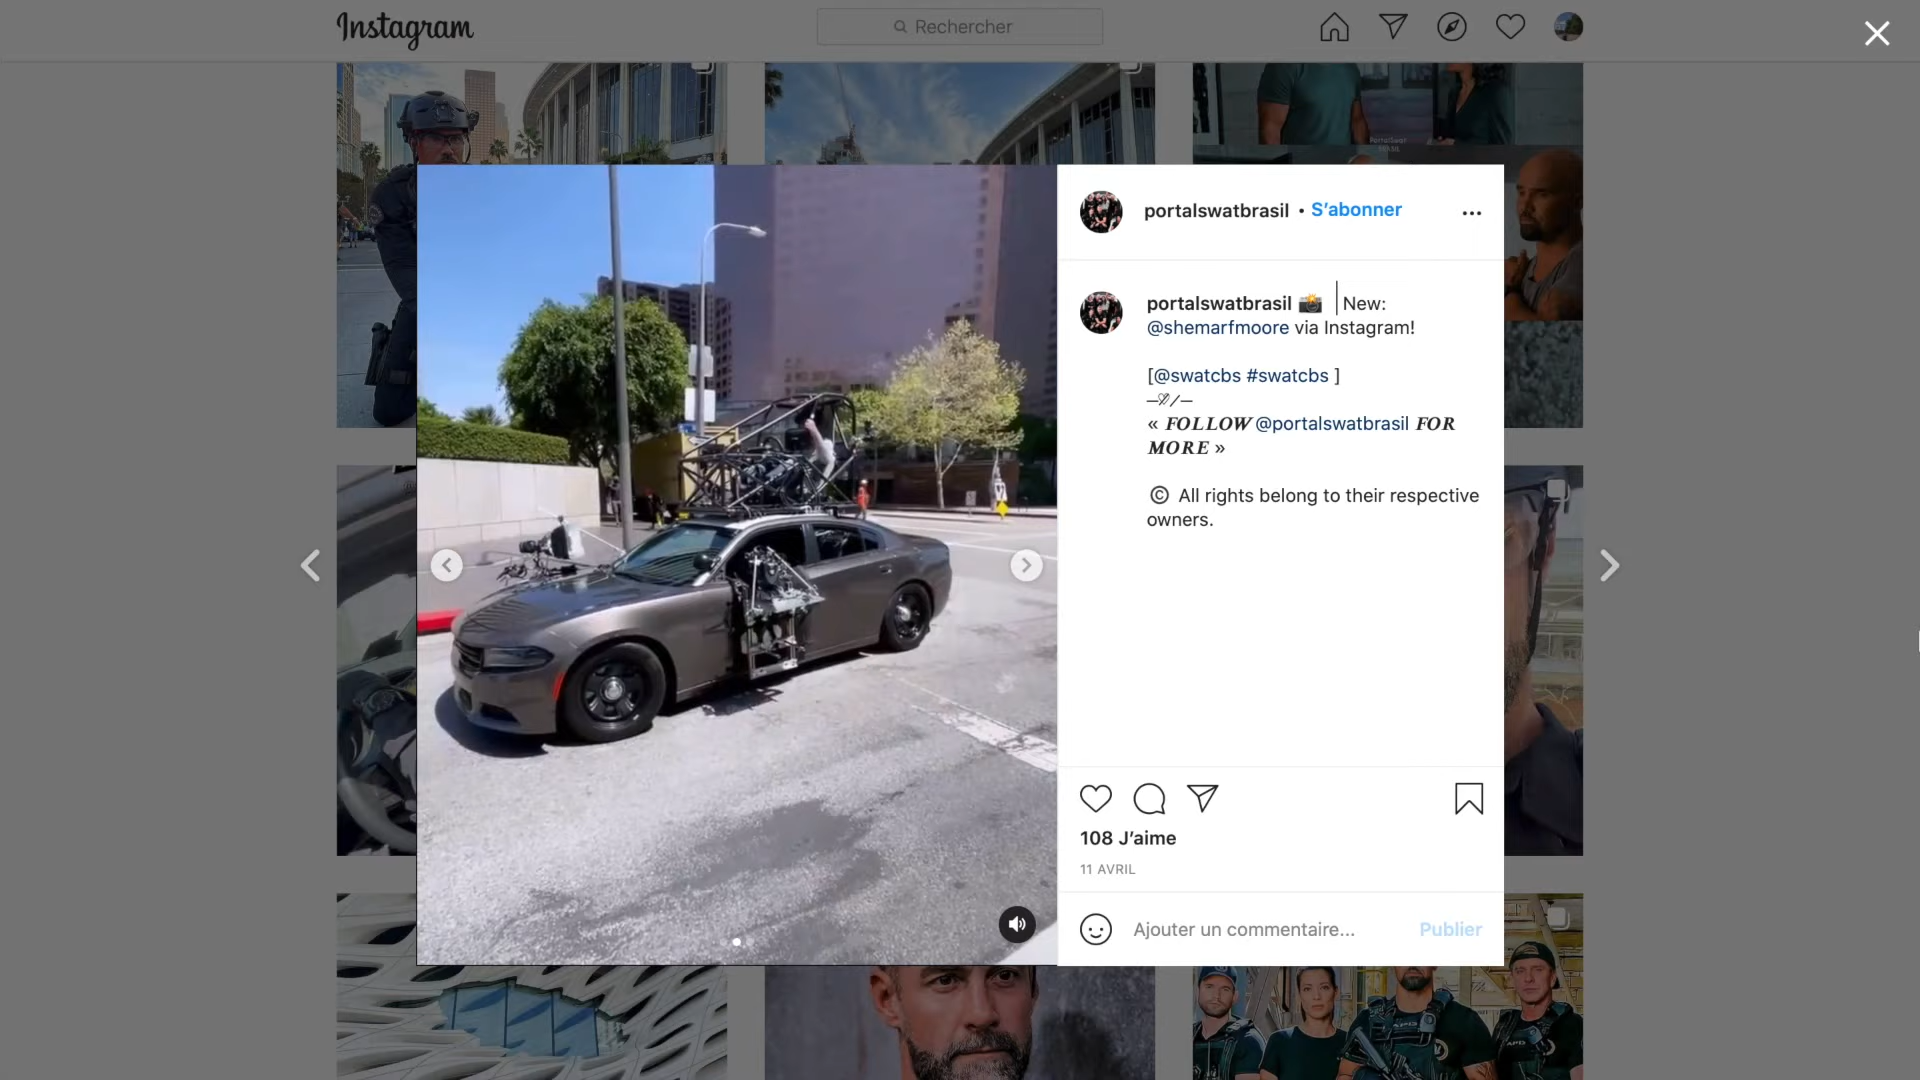 Instagram
Rechercher
portalswatbrasil • S'abonner
portalswatbrasil 📸 | New:
@shemarfmoore via Instagram!
[@swatcbs #swatcbs ]
« FOLLOW @portalswatbrasil FOR
MORE »
© All rights belong to their respective
owners.
108 J'aime
11 AVRIL
Ajouter un commentaire...
Publier